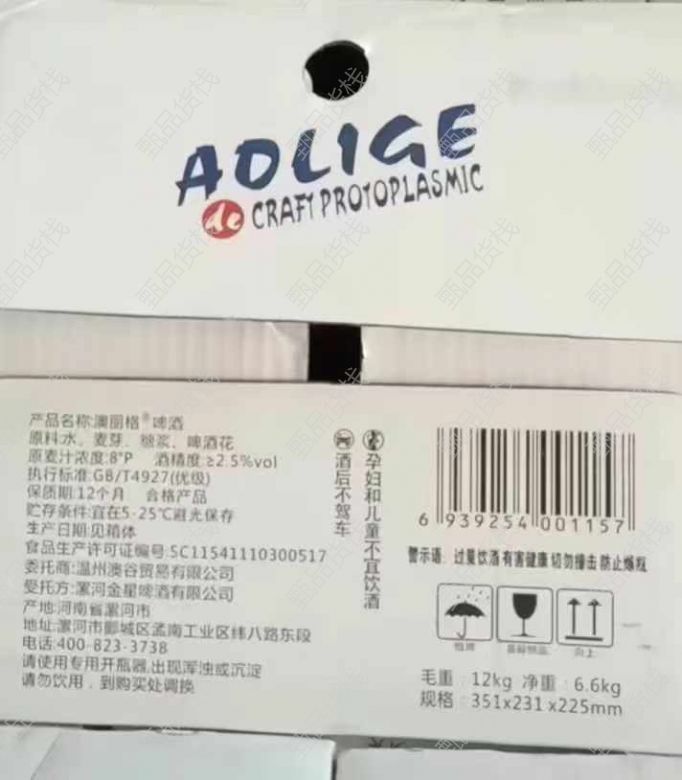 AOLIGE
de CRAFT PROTOPLASMIC
产品名称:澳丽格®啤酒
原料水、麦芽、糖浆、啤酒花
原麦汁浓度:8°P 酒精度:≥2.5%vol
执行标准:GB/T4927(优级)
保质期:12个月 合格产品
贮存条件:宜在5-25℃避光保存
生产日期:见箱体
食品生产许可证编号:SC11541110300517
委托商:温州澳谷贸易有限公司
受托方:漯河金星啤酒有限公司
产地:河南省漯河市
地址:漯河市郾城区孟南工业区纬八路东段
电话:400-823-3738
请使用专用开瓶器,出现浑浊或沉淀
请勿饮用，到购买处调换
酒后不驾车
孕妇和儿童不宜饮酒
6 939254 001157
警示语：过量饮酒有害健康 切勿撞击 防止爆瓶
向上
毛重：12kg 净重：6.6kg
规格：351x231x225mm
甄品货栈